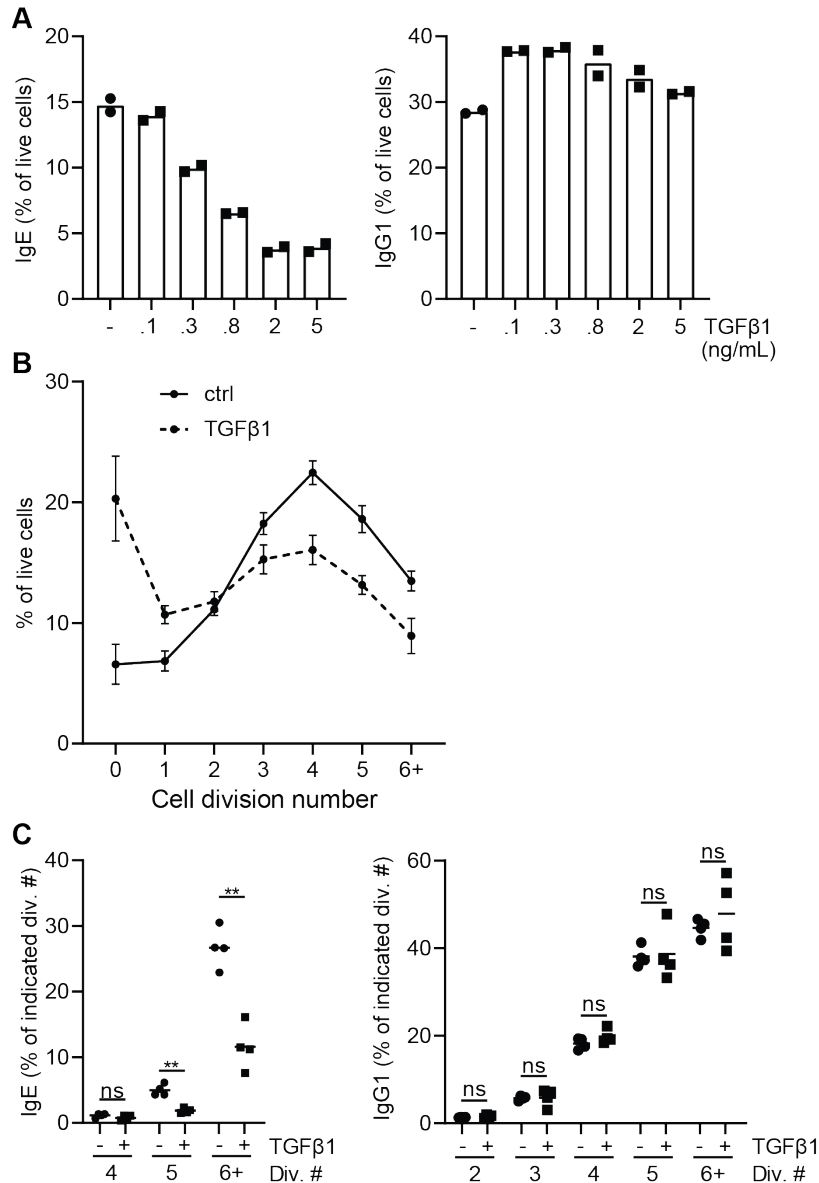 A
IgE (% of live cells)
20
15
10
5
0
- .1 .3 .8 2 5
IgG1 (% of live cells)
40
30
20
10
0
- .1 .3 .8 2 5 TGFβ1
(ng/mL)
B
% of live cells
30
20
10
0
ctrl
TGFβ1
0 1 2 3 4 5 6+
Cell division number
C
IgE (% of indicated div. #)
40
30
20
10
0
ns ** **
- + - + - + TGFβ1
4 5 6+ Div. #
IgG1 (% of indicated div. #)
60
40
20
0
ns ns ns ns ns
- + - + - + - + - + TGFβ1
2 3 4 5 6+ Div. #